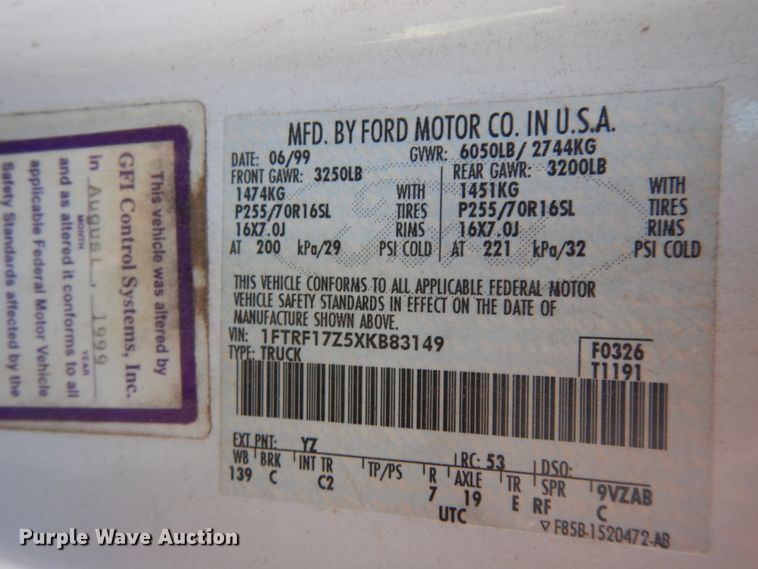 This vehicle was altered by
GFI Control Systems, Inc.
in August, 1999
MONTH YEAR
and as altered it conforms to all
applicable Federal Motor Vehicle
Safety Standards affected by the
MFD. BY FORD MOTOR CO. IN U.S.A.
DATE: 06/99 GVWR: 6050LB/ 2744KG
FRONT GAWR: 3250LB REAR GAWR: 3200LB
1474KG WITH 1451KG WITH
P255/70R16SL TIRES P255/70R16SL TIRES
16X7.0J RIMS 16X7.0J RIMS
AT 200 kPa/29 PSI COLD AT 221 kPa/32 PSI COLD
THIS VEHICLE CONFORMS TO ALL APPLICABLE FEDERAL MOTOR
VEHICLE SAFETY STANDARDS IN EFFECT ON THE DATE OF
MANUFACTURE SHOWN ABOVE.
VIN: 1FTRF17Z5XKB83149
TYPE: TRUCK
F0326
T1191
EXT PNT: YZ RC: 53 DSO:
WB BRK INT TR TP/PS R AXLE TR SPR 9VZAB
139 C C2 7 19 E RF C
UTC
▽ F85B-1520472-AB
Purple Wave Auction